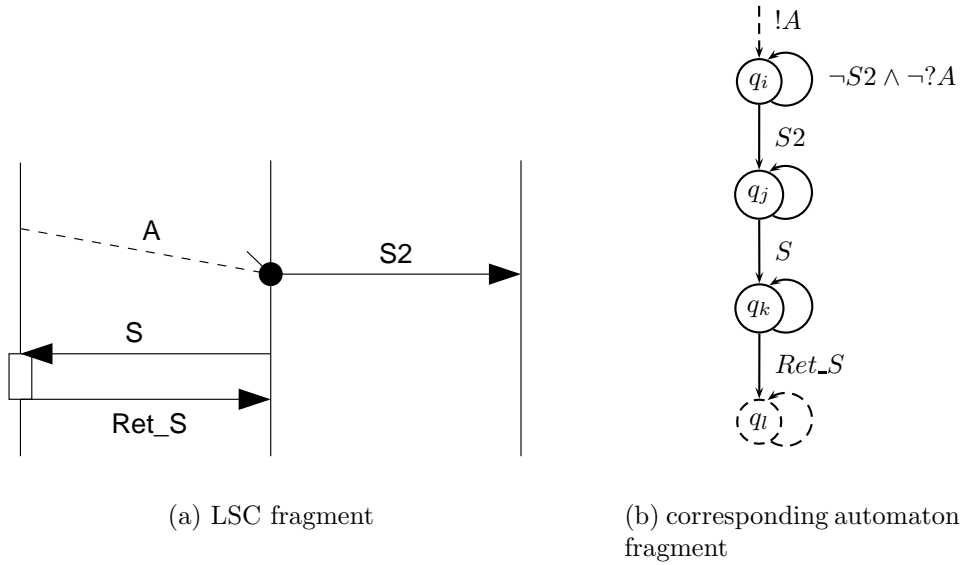 A
S2
S
Ret_S
(a) LSC fragment
!A
q_i
¬S2 ∧ ¬?A
S2
q_j
S
q_k
Ret_S
q_l
(b) corresponding automaton
fragment